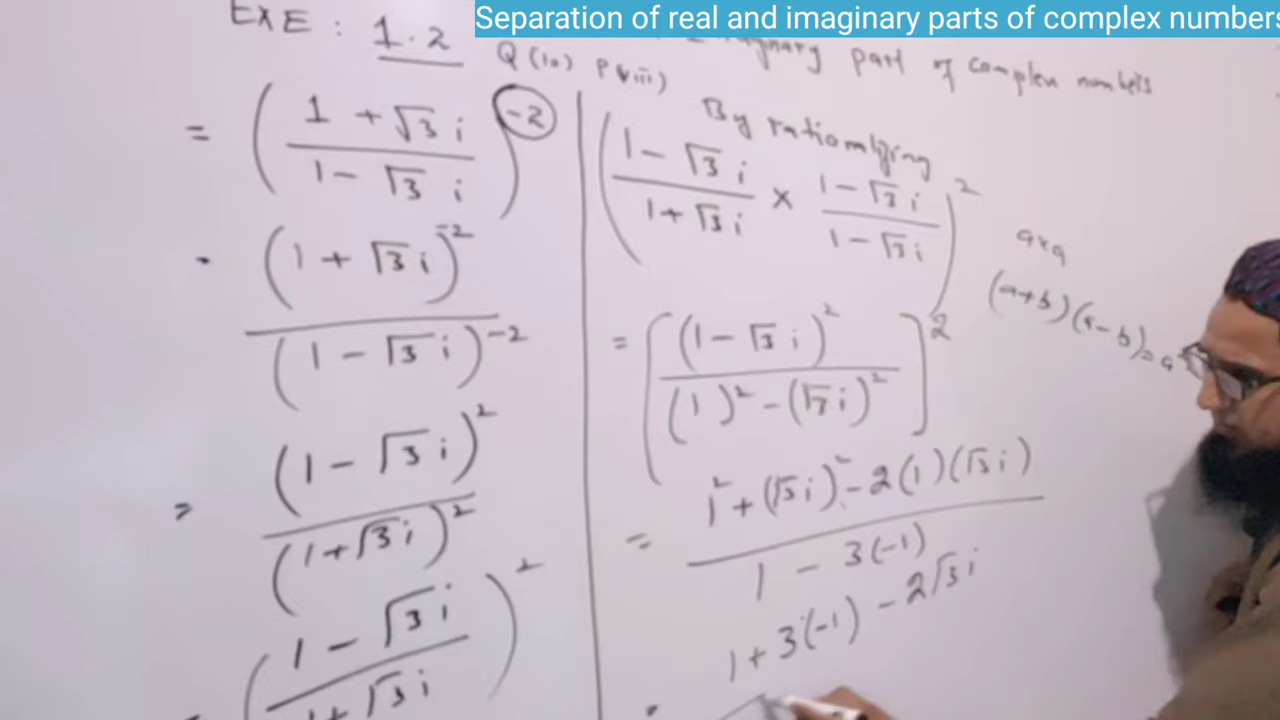 Separation of real and imaginary parts of complex numbers
EXE : 1.2
Q (10) P(viii)
part of complex numbers
= ( (1 + √3 i) / (1 - √3 i) )^-2
(1 + √3 i)^-2 / (1 - √3 i)^-2
= (1 - √3 i)^2 / (1 + √3 i)^2
( (1 - √3 i) / (1 + √3 i) )^2
By rationalizing
( (1 - √3 i) / (1 + √3 i) × (1 - √3 i) / (1 - √3 i) )^2
= [ (1 - √3 i)^2 / ((1)^2 - (√3 i)^2) ]^2
= (1^2 + (√3 i)^2 - 2(1)(√3 i)) / (1 - 3(-1))
1 + 3(-1) - 2√3 i
a×a
(a+b)(a-b)=a